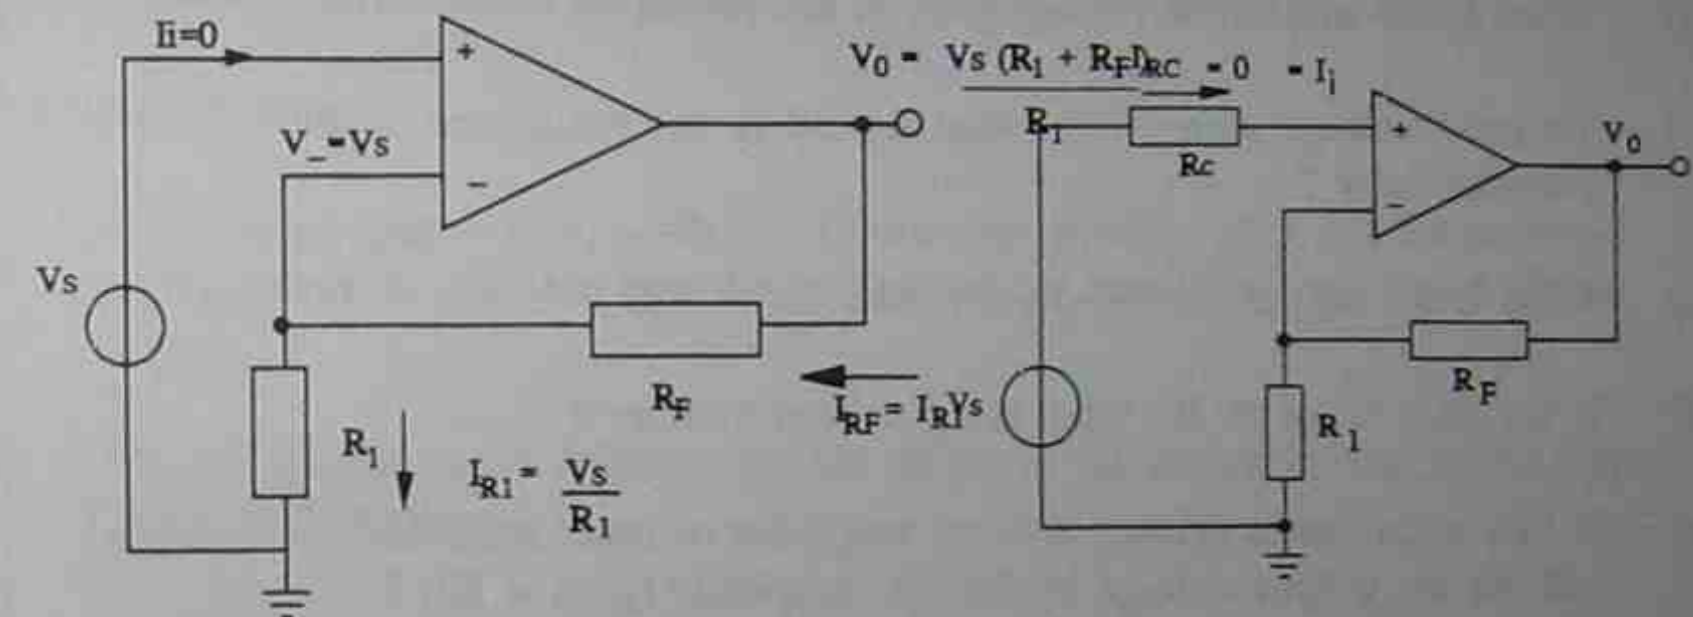 Ii=0
+
V_=Vs
−
Vs
R1
IR1= Vs
R1
RF
IRF= IR1
V0 = Vs (R1 + RF)
R1
IRC = 0 = Ii
Rc
+
−
V0
Vs
RF
R1